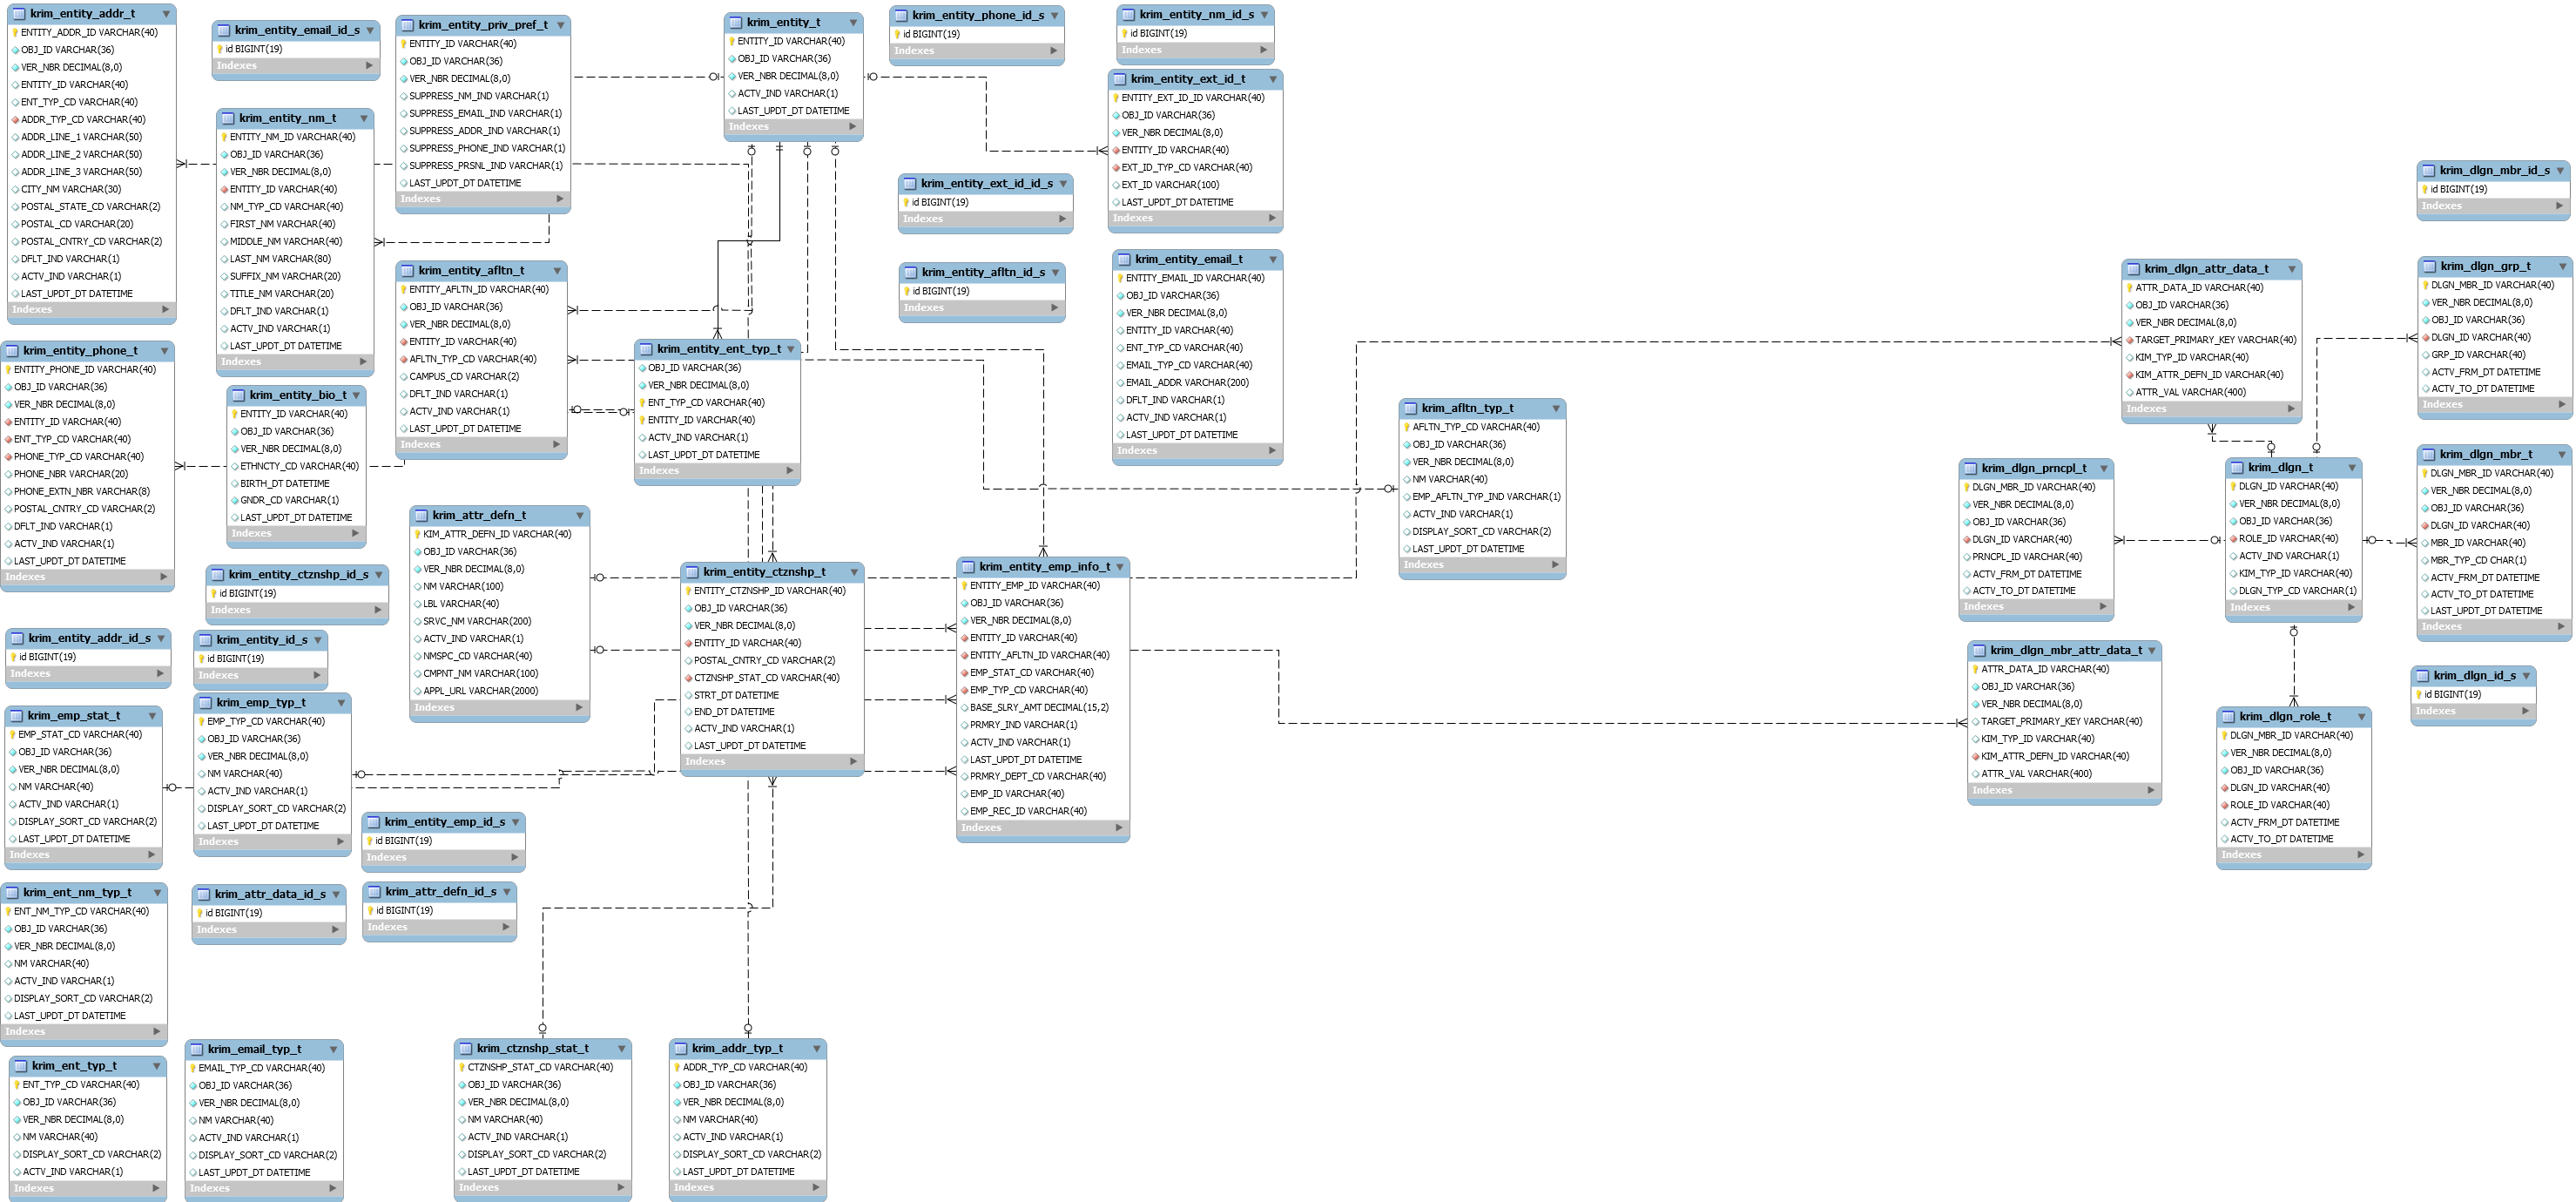 krim_entity_addr_t
ENTITY_ADDR_ID VARCHAR(40)
OBJ_ID VARCHAR(36)
VER_NBR DECIMAL(8,0)
ENTITY_ID VARCHAR(40)
ENT_TYP_CD VARCHAR(40)
ADDR_TYP_CD VARCHAR(40)
ADDR_LINE_1 VARCHAR(50)
ADDR_LINE_2 VARCHAR(50)
ADDR_LINE_3 VARCHAR(50)
CITY_NM VARCHAR(30)
POSTAL_STATE_CD VARCHAR(2)
POSTAL_CD VARCHAR(20)
POSTAL_CNTRY_CD VARCHAR(2)
DFLT_IND VARCHAR(1)
ACTV_IND VARCHAR(1)
LAST_UPDT_DT DATETIME
Indexes
krim_entity_email_id_s
id BIGINT(19)
Indexes
krim_entity_priv_pref_t
ENTITY_ID VARCHAR(40)
OBJ_ID VARCHAR(36)
VER_NBR DECIMAL(8,0)
SUPPRESS_NM_IND VARCHAR(1)
SUPPRESS_EMAIL_IND VARCHAR(1)
SUPPRESS_ADDR_IND VARCHAR(1)
SUPPRESS_PHONE_IND VARCHAR(1)
SUPPRESS_PRSNL_IND VARCHAR(1)
LAST_UPDT_DT DATETIME
Indexes
krim_entity_t
ENTITY_ID VARCHAR(40)
OBJ_ID VARCHAR(36)
VER_NBR DECIMAL(8,0)
ACTV_IND VARCHAR(1)
LAST_UPDT_DT DATETIME
Indexes
krim_entity_phone_id_s
id BIGINT(19)
Indexes
krim_entity_nm_id_s
id BIGINT(19)
Indexes
krim_entity_ext_id_t
ENTITY_EXT_ID_ID VARCHAR(40)
OBJ_ID VARCHAR(36)
VER_NBR DECIMAL(8,0)
ENTITY_ID VARCHAR(40)
EXT_ID_TYP_CD VARCHAR(40)
EXT_ID VARCHAR(100)
LAST_UPDT_DT DATETIME
Indexes
krim_entity_nm_t
ENTITY_NM_ID VARCHAR(40)
OBJ_ID VARCHAR(36)
VER_NBR DECIMAL(8,0)
ENTITY_ID VARCHAR(40)
NM_TYP_CD VARCHAR(40)
FIRST_NM VARCHAR(40)
MIDDLE_NM VARCHAR(40)
LAST_NM VARCHAR(80)
SUFFIX_NM VARCHAR(20)
TITLE_NM VARCHAR(20)
DFLT_IND VARCHAR(1)
ACTV_IND VARCHAR(1)
LAST_UPDT_DT DATETIME
Indexes
krim_entity_ext_id_id_s
id BIGINT(19)
Indexes
krim_dlgn_mbr_id_s
id BIGINT(19)
Indexes
krim_entity_afltn_t
ENTITY_AFLTN_ID VARCHAR(40)
OBJ_ID VARCHAR(36)
VER_NBR DECIMAL(8,0)
ENTITY_ID VARCHAR(40)
AFLTN_TYP_CD VARCHAR(40)
CAMPUS_CD VARCHAR(2)
DFLT_IND VARCHAR(1)
ACTV_IND VARCHAR(1)
LAST_UPDT_DT DATETIME
Indexes
krim_entity_afltn_id_s
id BIGINT(19)
Indexes
krim_entity_email_t
ENTITY_EMAIL_ID VARCHAR(40)
OBJ_ID VARCHAR(36)
VER_NBR DECIMAL(8,0)
ENTITY_ID VARCHAR(40)
ENT_TYP_CD VARCHAR(40)
EMAIL_TYP_CD VARCHAR(40)
EMAIL_ADDR VARCHAR(200)
DFLT_IND VARCHAR(1)
ACTV_IND VARCHAR(1)
LAST_UPDT_DT DATETIME
Indexes
krim_dlgn_attr_data_t
ATTR_DATA_ID VARCHAR(40)
OBJ_ID VARCHAR(36)
VER_NBR DECIMAL(8,0)
TARGET_PRIMARY_KEY VARCHAR(40)
KIM_TYP_ID VARCHAR(40)
KIM_ATTR_DEFN_ID VARCHAR(40)
ATTR_VAL VARCHAR(400)
Indexes
krim_dlgn_grp_t
DLGN_MBR_ID VARCHAR(40)
VER_NBR DECIMAL(8,0)
OBJ_ID VARCHAR(36)
DLGN_ID VARCHAR(40)
GRP_ID VARCHAR(40)
ACTV_FRM_DT DATETIME
ACTV_TO_DT DATETIME
Indexes
krim_entity_phone_t
ENTITY_PHONE_ID VARCHAR(40)
OBJ_ID VARCHAR(36)
VER_NBR DECIMAL(8,0)
ENTITY_ID VARCHAR(40)
ENT_TYP_CD VARCHAR(40)
PHONE_TYP_CD VARCHAR(40)
PHONE_NBR VARCHAR(20)
PHONE_EXTN_NBR VARCHAR(8)
POSTAL_CNTRY_CD VARCHAR(2)
DFLT_IND VARCHAR(1)
ACTV_IND VARCHAR(1)
LAST_UPDT_DT DATETIME
Indexes
krim_entity_bio_t
ENTITY_ID VARCHAR(40)
OBJ_ID VARCHAR(36)
VER_NBR DECIMAL(8,0)
ETHNCTY_CD VARCHAR(40)
BIRTH_DT DATETIME
GNDR_CD VARCHAR(1)
LAST_UPDT_DT DATETIME
Indexes
krim_entity_ent_typ_t
OBJ_ID VARCHAR(36)
VER_NBR DECIMAL(8,0)
ENT_TYP_CD VARCHAR(40)
ENTITY_ID VARCHAR(40)
ACTV_IND VARCHAR(1)
LAST_UPDT_DT DATETIME
Indexes
krim_afltn_typ_t
AFLTN_TYP_CD VARCHAR(40)
OBJ_ID VARCHAR(36)
VER_NBR DECIMAL(8,0)
NM VARCHAR(40)
EMP_AFLTN_TYP_IND VARCHAR(1)
ACTV_IND VARCHAR(1)
DISPLAY_SORT_CD VARCHAR(2)
LAST_UPDT_DT DATETIME
Indexes
krim_dlgn_prncpl_t
DLGN_MBR_ID VARCHAR(40)
VER_NBR DECIMAL(8,0)
OBJ_ID VARCHAR(36)
DLGN_ID VARCHAR(40)
PRNCPL_ID VARCHAR(40)
ACTV_FRM_DT DATETIME
ACTV_TO_DT DATETIME
Indexes
krim_dlgn_t
DLGN_ID VARCHAR(40)
VER_NBR DECIMAL(8,0)
OBJ_ID VARCHAR(36)
ROLE_ID VARCHAR(40)
ACTV_IND VARCHAR(1)
KIM_TYP_ID VARCHAR(40)
DLGN_TYP_CD VARCHAR(1)
Indexes
krim_dlgn_mbr_t
DLGN_MBR_ID VARCHAR(40)
VER_NBR DECIMAL(8,0)
OBJ_ID VARCHAR(36)
DLGN_ID VARCHAR(40)
MBR_ID VARCHAR(40)
MBR_TYP_CD CHAR(1)
ACTV_FRM_DT DATETIME
ACTV_TO_DT DATETIME
LAST_UPDT_DT DATETIME
Indexes
krim_attr_defn_t
KIM_ATTR_DEFN_ID VARCHAR(40)
OBJ_ID VARCHAR(36)
VER_NBR DECIMAL(8,0)
NM VARCHAR(100)
LBL VARCHAR(40)
SRVC_NM VARCHAR(200)
ACTV_IND VARCHAR(1)
NMSPC_CD VARCHAR(40)
CMPNT_NM VARCHAR(100)
APPL_URL VARCHAR(2000)
Indexes
krim_entity_ctznshp_id_s
id BIGINT(19)
Indexes
krim_entity_ctznshp_t
ENTITY_CTZNSHP_ID VARCHAR(40)
OBJ_ID VARCHAR(36)
VER_NBR DECIMAL(8,0)
ENTITY_ID VARCHAR(40)
POSTAL_CNTRY_CD VARCHAR(2)
CTZNSHP_STAT_CD VARCHAR(40)
STRT_DT DATETIME
END_DT DATETIME
ACTV_IND VARCHAR(1)
LAST_UPDT_DT DATETIME
Indexes
krim_entity_emp_info_t
ENTITY_EMP_ID VARCHAR(40)
OBJ_ID VARCHAR(36)
VER_NBR DECIMAL(8,0)
ENTITY_ID VARCHAR(40)
ENTITY_AFLTN_ID VARCHAR(40)
EMP_STAT_CD VARCHAR(40)
EMP_TYP_CD VARCHAR(40)
BASE_SLRY_AMT DECIMAL(15,2)
PRMRY_IND VARCHAR(1)
ACTV_IND VARCHAR(1)
LAST_UPDT_DT DATETIME
PRMRY_DEPT_CD VARCHAR(40)
EMP_ID VARCHAR(40)
EMP_REC_ID VARCHAR(40)
Indexes
krim_entity_addr_id_s
id BIGINT(19)
Indexes
krim_entity_id_s
id BIGINT(19)
Indexes
krim_dlgn_mbr_attr_data_t
ATTR_DATA_ID VARCHAR(40)
OBJ_ID VARCHAR(36)
VER_NBR DECIMAL(8,0)
TARGET_PRIMARY_KEY VARCHAR(40)
KIM_TYP_ID VARCHAR(40)
KIM_ATTR_DEFN_ID VARCHAR(40)
ATTR_VAL VARCHAR(400)
Indexes
krim_dlgn_id_s
id BIGINT(19)
Indexes
krim_emp_stat_t
EMP_STAT_CD VARCHAR(40)
OBJ_ID VARCHAR(36)
VER_NBR DECIMAL(8,0)
NM VARCHAR(40)
ACTV_IND VARCHAR(1)
DISPLAY_SORT_CD VARCHAR(2)
LAST_UPDT_DT DATETIME
Indexes
krim_emp_typ_t
EMP_TYP_CD VARCHAR(40)
OBJ_ID VARCHAR(36)
VER_NBR DECIMAL(8,0)
NM VARCHAR(40)
ACTV_IND VARCHAR(1)
DISPLAY_SORT_CD VARCHAR(2)
LAST_UPDT_DT DATETIME
Indexes
krim_dlgn_role_t
DLGN_MBR_ID VARCHAR(40)
VER_NBR DECIMAL(8,0)
OBJ_ID VARCHAR(36)
DLGN_ID VARCHAR(40)
ROLE_ID VARCHAR(40)
ACTV_FRM_DT DATETIME
ACTV_TO_DT DATETIME
Indexes
krim_entity_emp_id_s
id BIGINT(19)
Indexes
krim_ent_nm_typ_t
ENT_NM_TYP_CD VARCHAR(40)
OBJ_ID VARCHAR(36)
VER_NBR DECIMAL(8,0)
NM VARCHAR(40)
ACTV_IND VARCHAR(1)
DISPLAY_SORT_CD VARCHAR(2)
LAST_UPDT_DT DATETIME
Indexes
krim_attr_data_id_s
id BIGINT(19)
Indexes
krim_attr_defn_id_s
id BIGINT(19)
Indexes
krim_ent_typ_t
ENT_TYP_CD VARCHAR(40)
OBJ_ID VARCHAR(36)
VER_NBR DECIMAL(8,0)
NM VARCHAR(40)
DISPLAY_SORT_CD VARCHAR(2)
ACTV_IND VARCHAR(1)
Indexes
krim_email_typ_t
EMAIL_TYP_CD VARCHAR(40)
OBJ_ID VARCHAR(36)
VER_NBR DECIMAL(8,0)
NM VARCHAR(40)
ACTV_IND VARCHAR(1)
DISPLAY_SORT_CD VARCHAR(2)
LAST_UPDT_DT DATETIME
Indexes
krim_ctznshp_stat_t
CTZNSHP_STAT_CD VARCHAR(40)
OBJ_ID VARCHAR(36)
VER_NBR DECIMAL(8,0)
NM VARCHAR(40)
ACTV_IND VARCHAR(1)
DISPLAY_SORT_CD VARCHAR(2)
LAST_UPDT_DT DATETIME
Indexes
krim_addr_typ_t
ADDR_TYP_CD VARCHAR(40)
OBJ_ID VARCHAR(36)
VER_NBR DECIMAL(8,0)
NM VARCHAR(40)
ACTV_IND VARCHAR(1)
DISPLAY_SORT_CD VARCHAR(2)
LAST_UPDT_DT DATETIME
Indexes